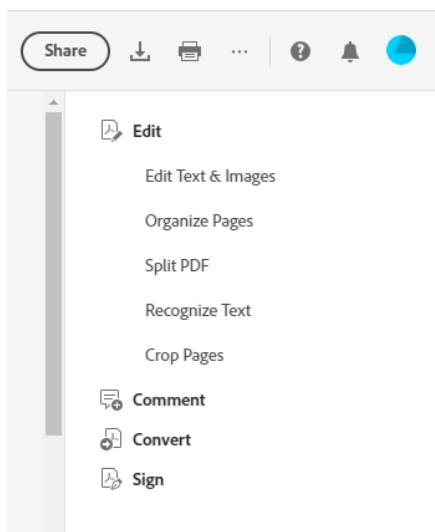 Share
Edit
Edit Text & Images
Organize Pages
Split PDF
Recognize Text
Crop Pages
Comment
Convert
Sign